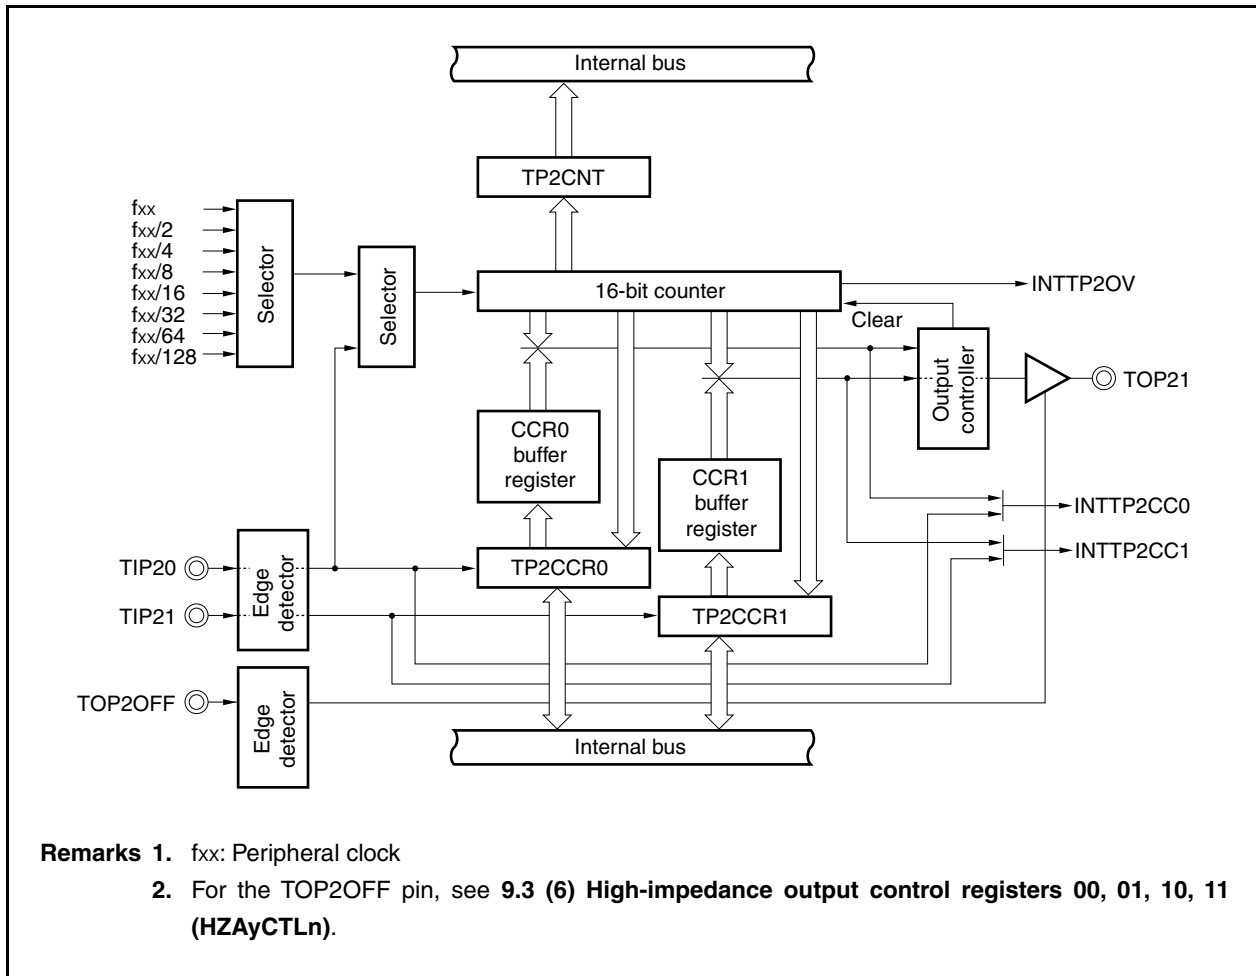 Internal bus
TP2CNT
fxx
fxx/2
fxx/4
fxx/8
fxx/16
fxx/32
fxx/64
fxx/128
Selector
Selector
16-bit counter
INTTP2OV
Clear
Output
controller
TOP21
CCR0
buffer
register
CCR1
buffer
register
INTTP2CC0
INTTP2CC1
TIP20
TIP21
Edge
detector
TP2CCR0
TP2CCR1
TOP2OFF
Edge
detector
Internal bus
Remarks 1. fxx: Peripheral clock
2. For the TOP2OFF pin, see 9.3 (6) High-impedance output control registers 00, 01, 10, 11
(HZAyCTLn).